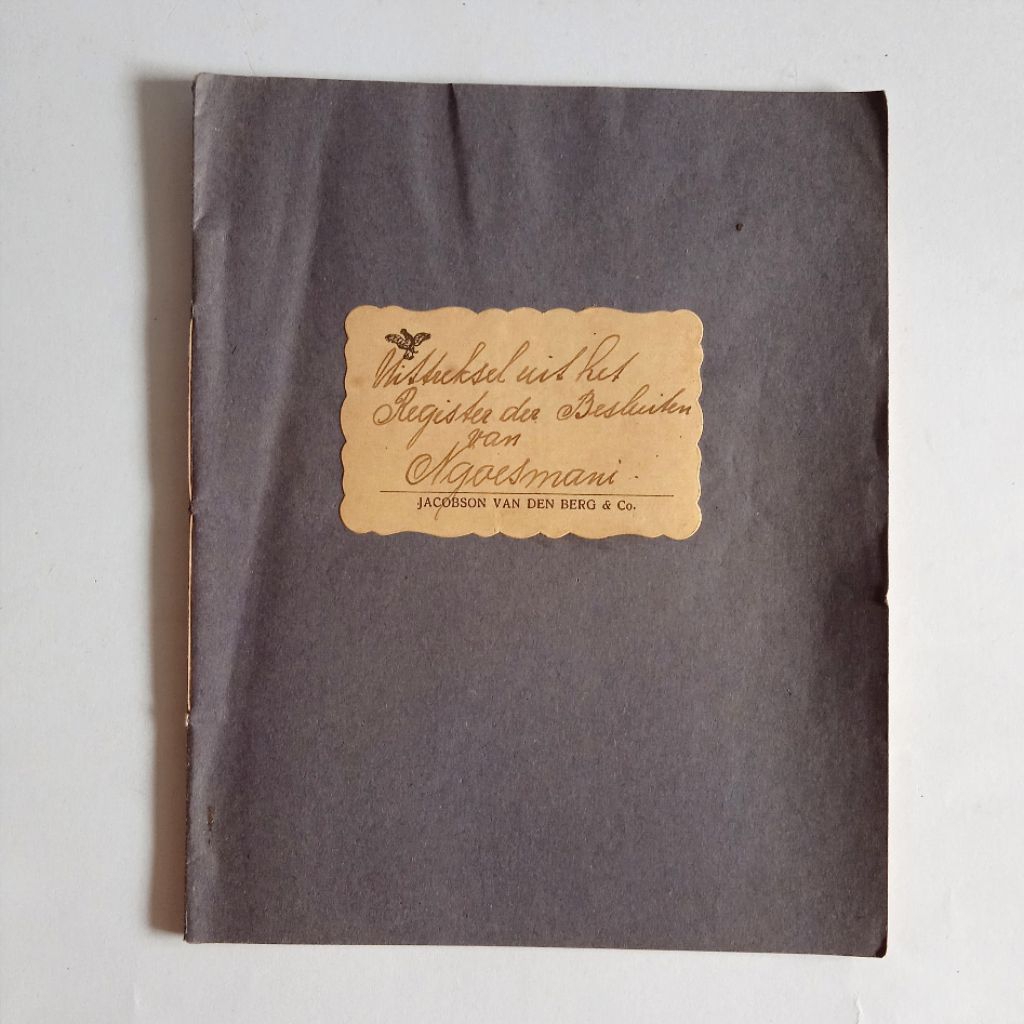 Uittreksel uit het
Register der Besluiten
van
Ngoesmani
JACOBSON VAN DEN BERG & Co.